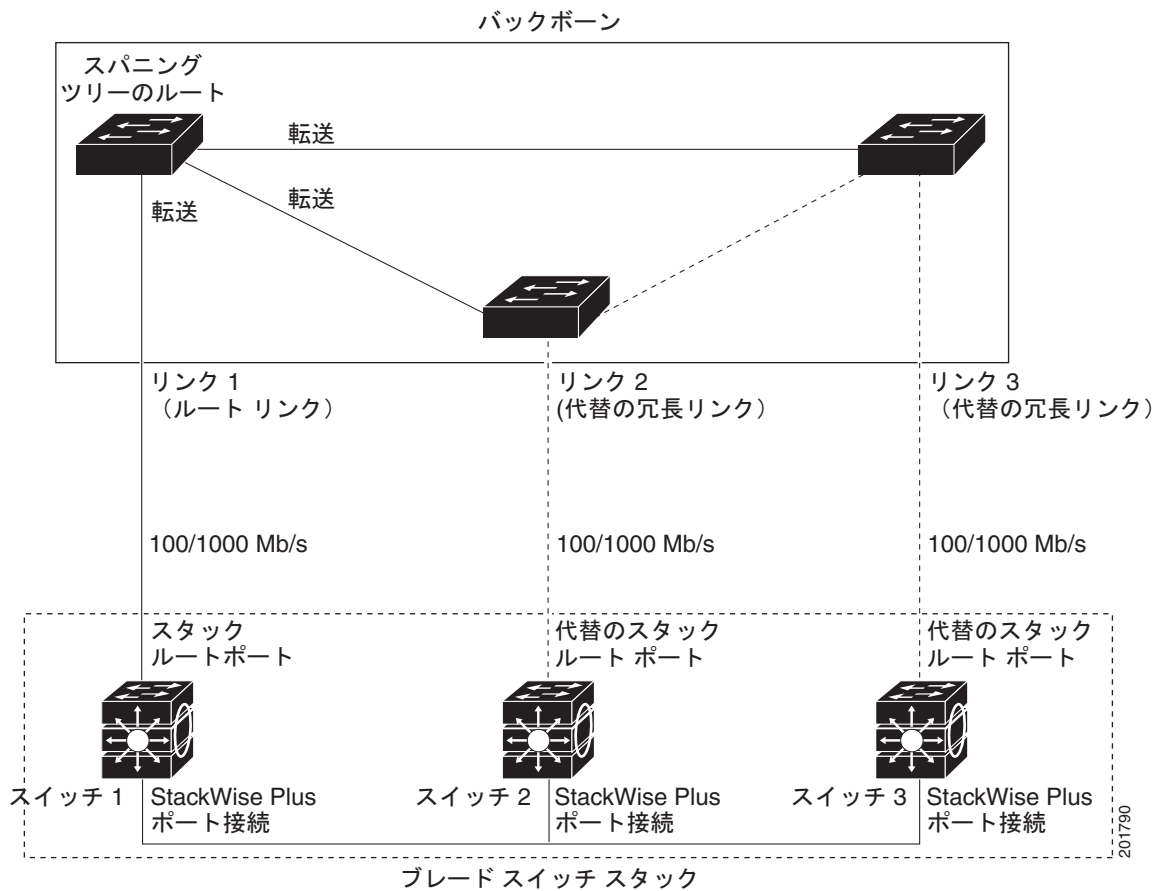 バックボーン
スパニング
ツリーのルート
転送
転送
転送
リンク 1
（ルート リンク）
リンク 2
(代替の冗長リンク）
リンク 3
（代替の冗長リンク）
100/1000 Mb/s
100/1000 Mb/s
100/1000 Mb/s
スタック
ルートポート
代替のスタック
ルート ポート
代替のスタック
ルート ポート
スイッチ 1
StackWise Plus
ポート接続
スイッチ 2
StackWise Plus
ポート接続
スイッチ 3
StackWise Plus
ポート接続
201790
ブレード スイッチ スタック